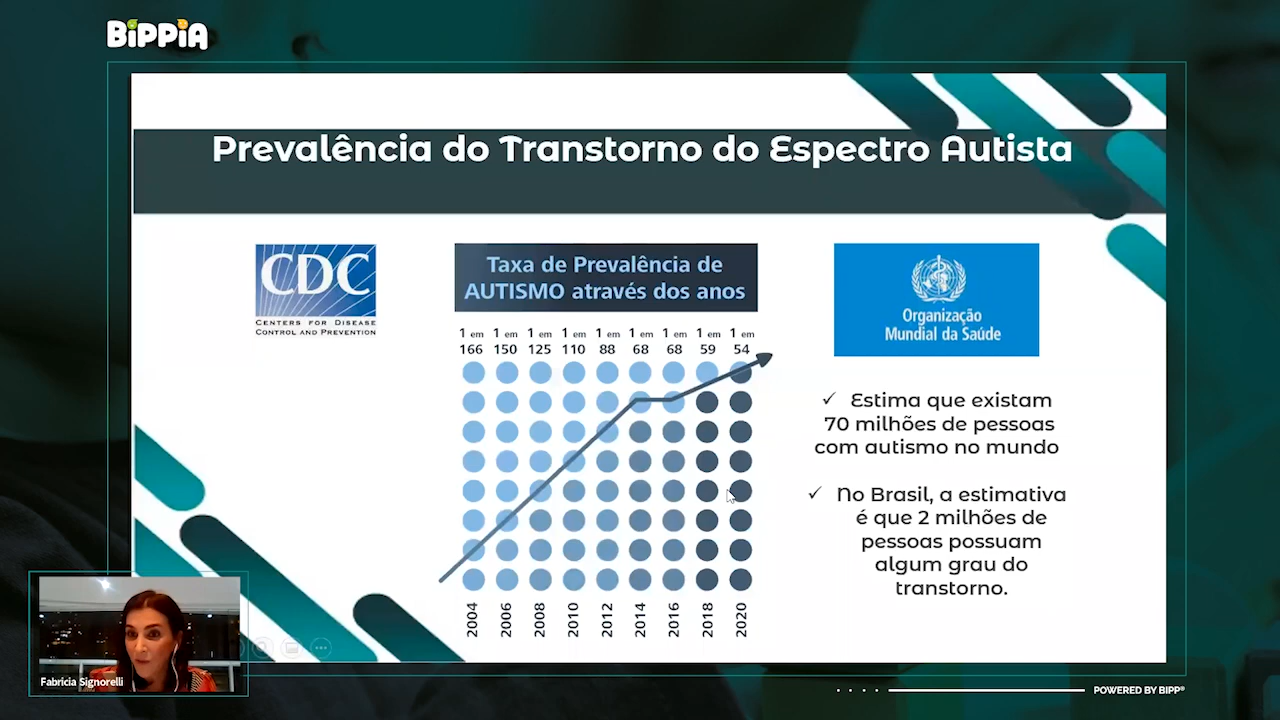 BiPPiA
Prevalência do Transtorno do Espectro Autista
CDC
CENTERS FOR DISEASE
CONTROL AND PREVENTION
Taxa de Prevalência de
AUTISMO através dos anos
1 em 1 em 1 em 1 em 1 em 1 em 1 em 1 em 1 em
166 150 125 110 88 68 68 59 54
2004 2006 2008 2010 2012 2014 2016 2018 2020
Organização
Mundial da Saúde
✓ Estima que existam
70 milhões de pessoas
com autismo no mundo
✓ No Brasil, a estimativa
é que 2 milhões de
pessoas possuam
algum grau do
transtorno.
Fabricia Signorelli
POWERED BY BIPP®